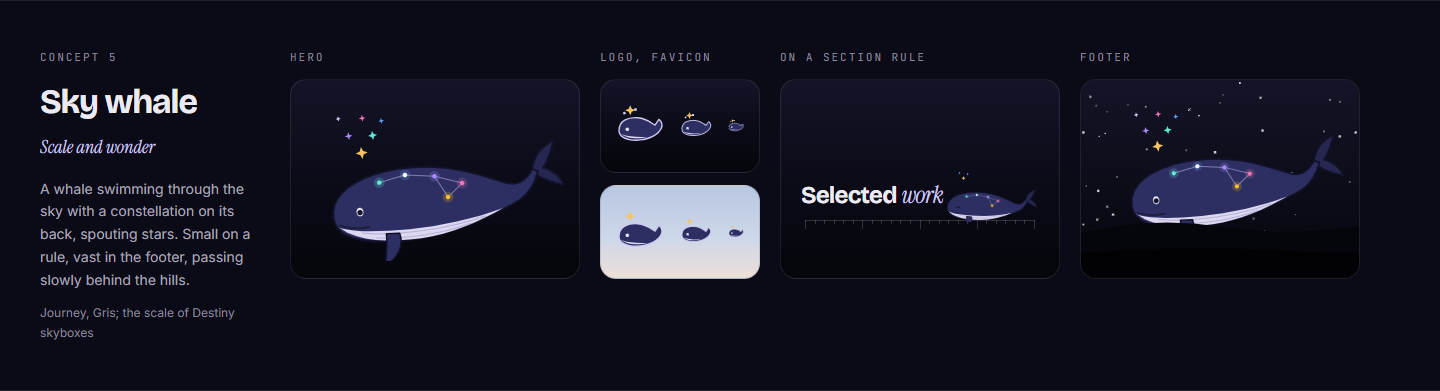 CONCEPT 5
Sky whale
Scale and wonder
A whale swimming through the
sky with a constellation on its
back, spouting stars. Small on a
rule, vast in the footer, passing
slowly behind the hills.
Journey, Gris; the scale of Destiny
skyboxes
HERO
LOGO, FAVICON
ON A SECTION RULE
Selected work
FOOTER